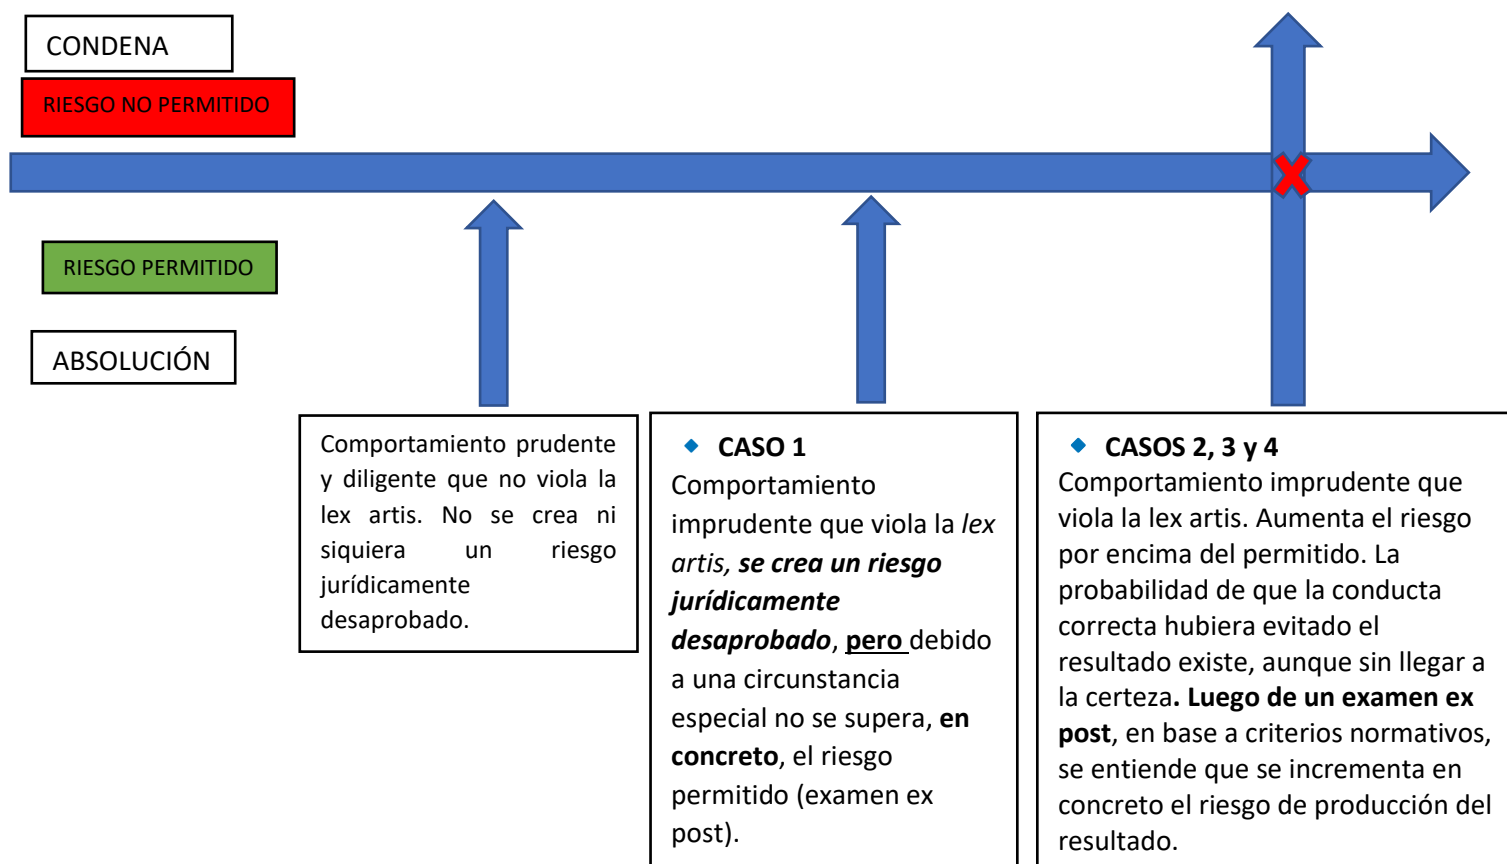 CONDENA
RIESGO NO PERMITIDO
RIESGO PERMITIDO
ABSOLUCIÓN
Comportamiento prudente
y diligente que no viola la
lex artis. No se crea ni
siquiera un riesgo
jurídicamente
desaprobado.
CASO 1
Comportamiento
imprudente que viola la lex
artis, se crea un riesgo
jurídicamente
desaprobado, pero debido
a una circunstancia
especial no se supera, en
concreto, el riesgo
permitido (examen ex
post).
CASOS 2, 3 y 4
Comportamiento imprudente que
viola la lex artis. Aumenta el riesgo
por encima del permitido. La
probabilidad de que la conducta
correcta hubiera evitado el
resultado existe, aunque sin llegar a
la certeza. Luego de un examen ex
post, en base a criterios normativos,
se entiende que se incrementa en
concreto el riesgo de producción del
resultado.